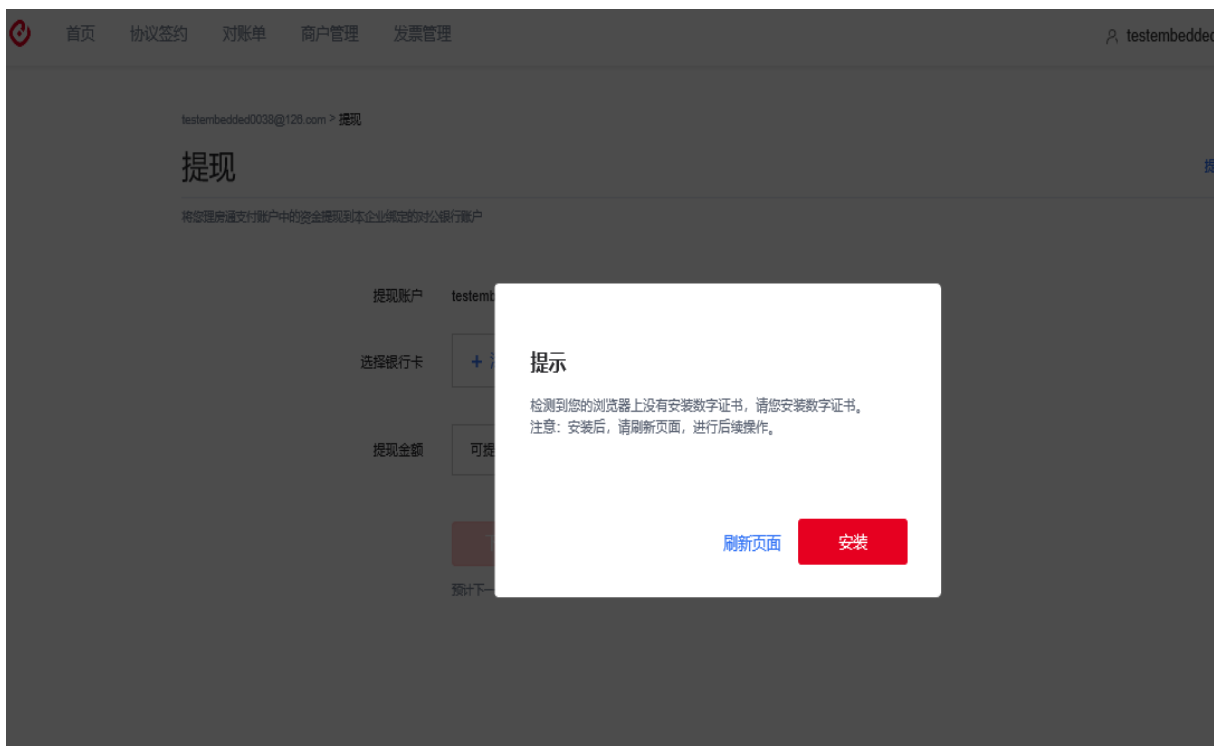 首页 协议签约 对账单 商户管理 发票管理 testembedded
testembedded0038@126.com > 提现
提现
提
将您理房通支付账户中的资金提现到本企业绑定的对公银行账户
提现账户 testemb
选择银行卡 +
提示
检测到您的浏览器上没有安装数字证书，请您安装数字证书。
注意：安装后，请刷新页面，进行后续操作。
提现金额 可提
刷新页面 安装
下
预计下一